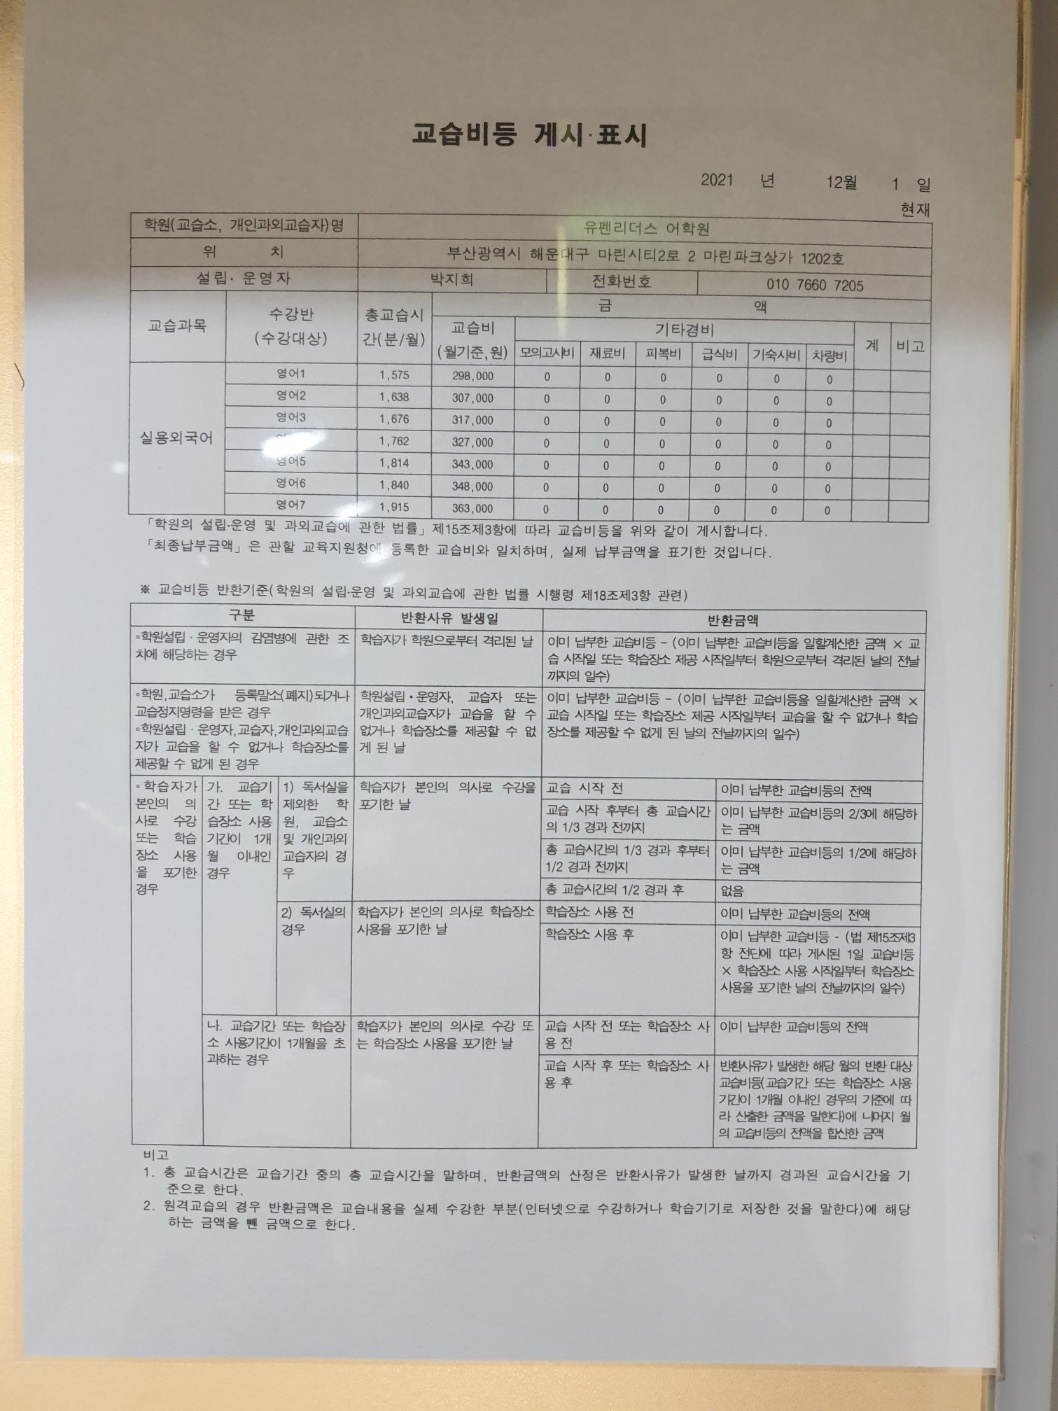 교습비등 게시·표시
2021 년 12월 1 일
현재
학원(교습소, 개인과외교습자)명 유펜리더스 어학원
위 치 부산광역시 해운대구 마린시티2로 2 마린파크상가 1202호
설립·운영자 박지희 전화번호 010 7660 7205
교습과목 수강반 (수강대상) 총교습시간(분/월) 금 액
교습비 (월기준,원) 기타경비 계 비고
모의고사비 재료비 피복비 급식비 기숙사비 차량비
실용외국어
영어1 1,575 298,000 0 0 0 0 0 0
영어2 1,638 307,000 0 0 0 0 0 0
영어3 1,676 317,000 0 0 0 0 0 0
1,762 327,000 0 0 0 0 0 0
영어5 1,814 343,000 0 0 0 0 0 0
영어6 1,840 348,000 0 0 0 0 0 0
영어7 1,915 363,000 0 0 0 0 0 0
「학원의 설립·운영 및 과외교습에 관한 법률」제15조제3항에 따라 교습비등을 위와 같이 게시합니다.
「최종납부금액」은 관할 교육지원청에 등록한 교습비와 일치하며, 실제 납부금액을 표기한 것입니다.
※ 교습비등 반환기준(학원의 설립·운영 및 과외교습에 관한 법률 시행령 제18조제3항 관련)
구분 반환사유 발생일 반환금액
◦학원설립·운영자의 감염병에 관한 조
치에 해당하는 경우
학습자가 학원으로부터 격리된 날
이미 납부한 교습비등 - (이미 납부한 교습비등을 일할계산한 금액 × 교
습 시작일 또는 학습장소 제공 시작일부터 학원으로부터 격리된 날의 전날
까지의 일수)
◦학원,교습소가 등록말소(폐지)되거나
교습정지명령을 받은 경우
◦학원설립·운영자,교습자,개인과외교습
자가 교습을 할 수 없거나 학습장소를
제공할 수 없게 된 경우
학원설립·운영자, 교습자 또는
개인과외교습자가 교습을 할 수
없거나 학습장소를 제공할 수 없
게 된 날
이미 납부한 교습비등 - (이미 납부한 교습비등을 일할계산한 금액 ×
교습 시작일 또는 학습장소 제공 시작일부터 교습을 할 수 없거나 학습
장소를 제공할 수 없게 된 날의 전날까지의 일수)
◦학습자가
본인의 의
사로 수강
또는 학습
장소 사용
을 포기한
경우
가. 교습기
간 또는 학
습장소 사용
기간이 1개
월 이내인
경우
1) 독서실을
제외한 학
원, 교습소
및 개인과외
교습자의 경
우
학습자가 본인의 의사로 수강을
포기한 날
교습 시작 전
이미 납부한 교습비등의 전액
교습 시작 후부터 총 교습시간
의 1/3 경과 전까지
이미 납부한 교습비등의 2/3에 해당하
는 금액
총 교습시간의 1/3 경과 후부터
1/2 경과 전까지
이미 납부한 교습비등의 1/2에 해당하
는 금액
총 교습시간의 1/2 경과 후
없음
2) 독서실의
경우
학습자가 본인의 의사로 학습장소
사용을 포기한 날
학습장소 사용 전
이미 납부한 교습비등의 전액
학습장소 사용 후
이미 납부한 교습비등 - (법 제15조제3
항 전단에 따라 게시된 1일 교습비등
× 학습장소 사용 시작일부터 학습장소
사용을 포기한 날의 전날까지의 일수)
나. 교습기간 또는 학습장
소 사용기간이 1개월을 초
과하는 경우
학습자가 본인의 의사로 수강 또
는 학습장소 사용을 포기한 날
교습 시작 전 또는 학습장소 사
용 전
이미 납부한 교습비등의 전액
교습 시작 후 또는 학습장소 사
용 후
반환사유가 발생한 해당 월의 반환 대상
교습비등(교습기간 또는 학습장소 사용
기간이 1개월 이내인 경우의 기준에 따
라 산출한 금액을 말한다)에 나머지 월
의 교습비등의 전액을 합산한 금액
비고
1. 총 교습시간은 교습기간 중의 총 교습시간을 말하며, 반환금액의 산정은 반환사유가 발생한 날까지 경과된 교습시간을 기
준으로 한다.
2. 원격교습의 경우 반환금액은 교습내용을 실제 수강한 부분(인터넷으로 수강하거나 학습기기로 저장한 것을 말한다)에 해당
하는 금액을 뺀 금액으로 한다.